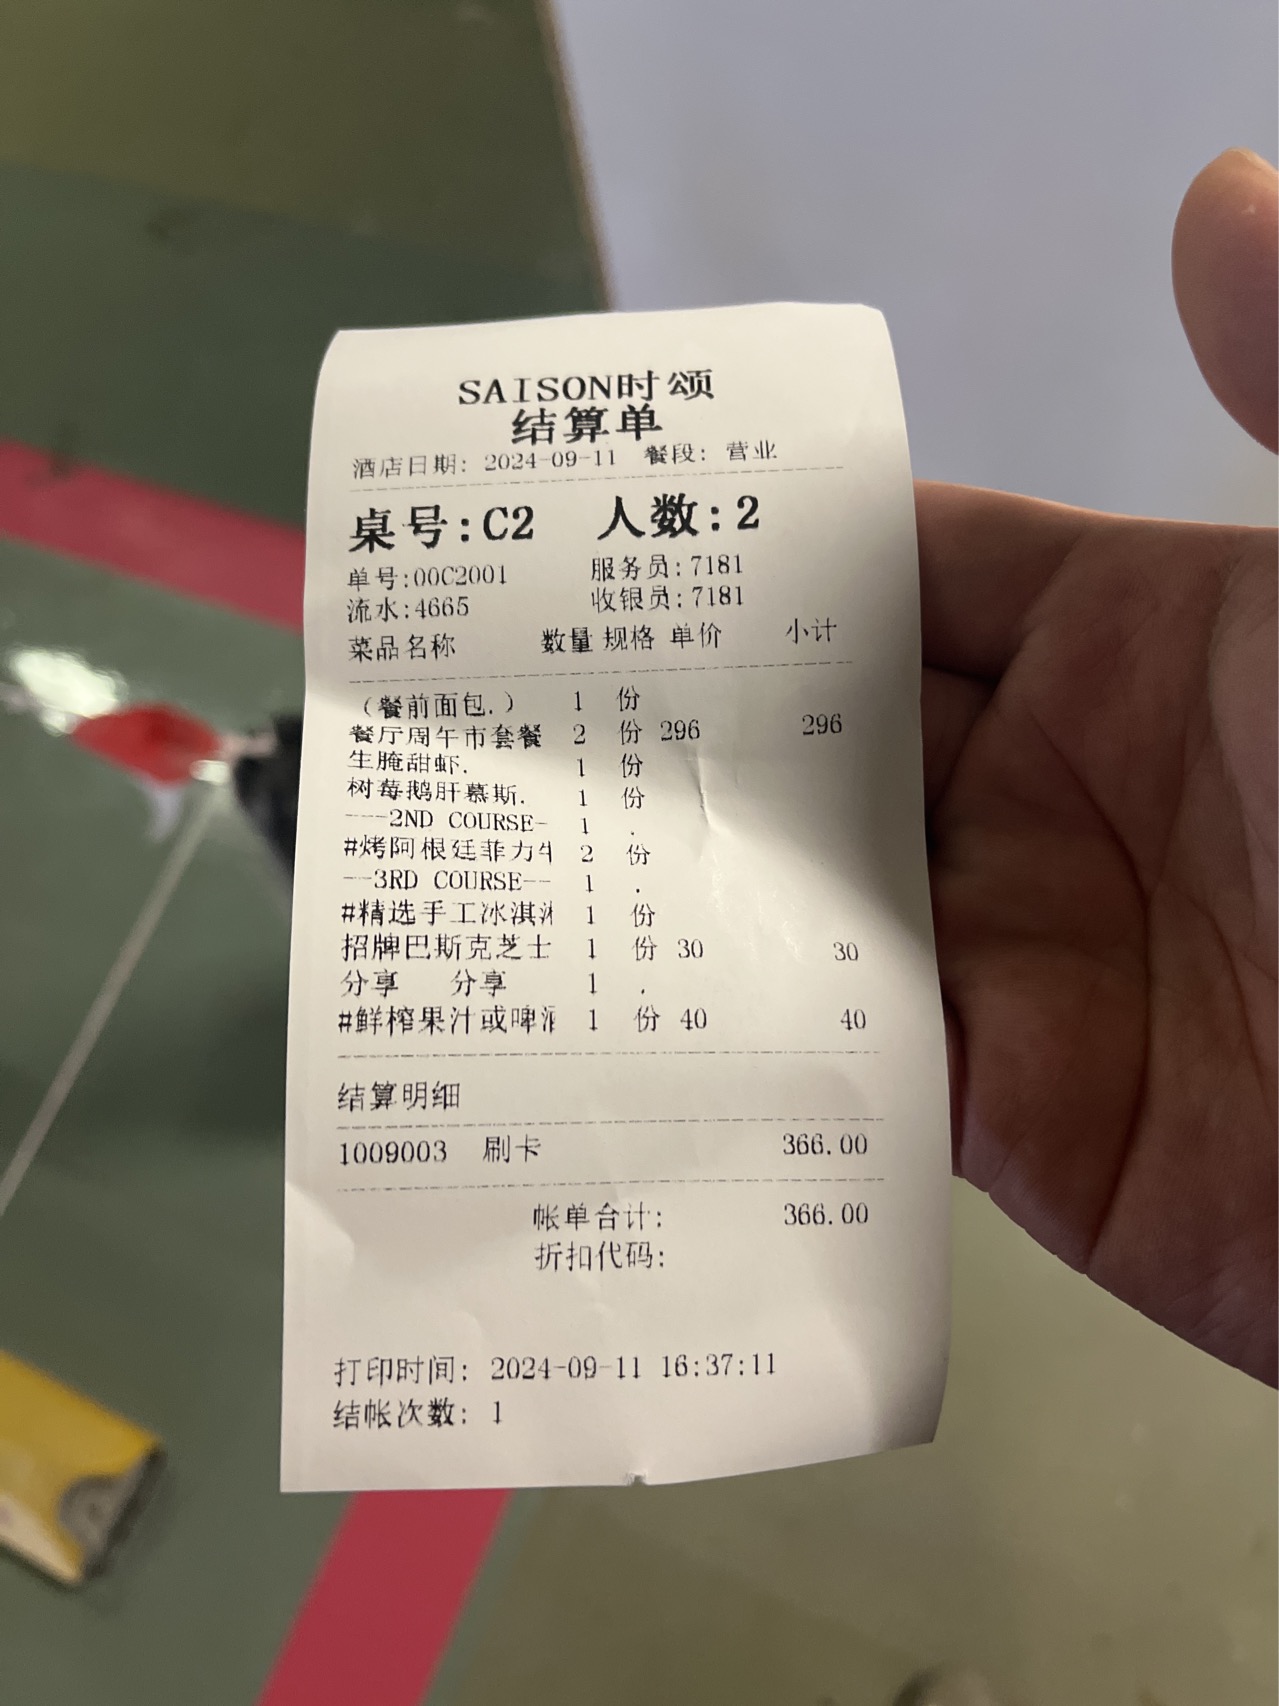 SAISON时颂
结算单
酒店日期: 2024-09-11 餐段: 营业
桌号:C2 人数:2
单号:00C2001 服务员:7181
流水:4665 收银员:7181
菜品名称 数量 规格 单价 小计
(餐前面包.) 1 份
餐厅周午市套餐 2 份 296 296
生腌甜虾. 1 份
树莓鹅肝慕斯. 1 份
---2ND COURSE- 1 .
#烤阿根廷菲力牛 2 份
--3RD COURSE-- 1 .
#精选手工冰淇淋 1 份
招牌巴斯克芝士 1 份 30 30
分享 分享 1 .
#鲜榨果汁或啤酒 1 份 40 40
结算明细
1009003 刷卡 366.00
帐单合计: 366.00
折扣代码:
打印时间: 2024-09-11 16:37:11
结帐次数: 1